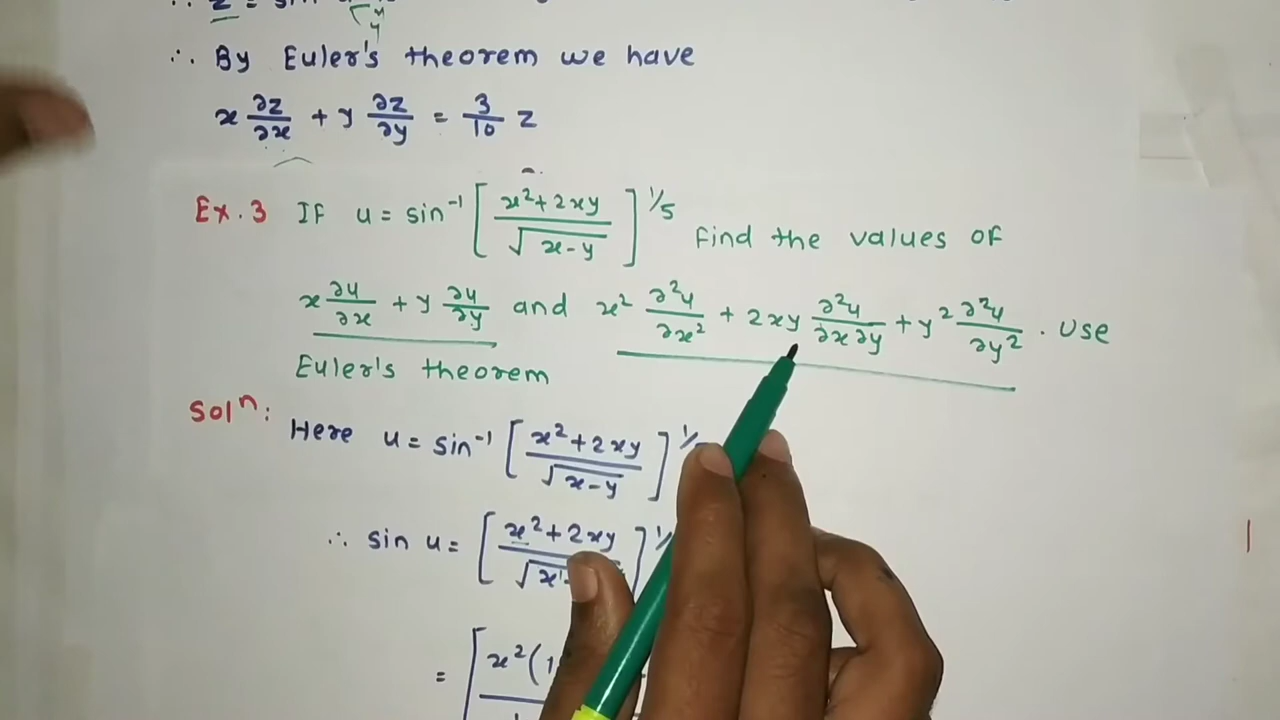 ∴ z = sin
∴ By Euler's theorem we have
x ∂z/∂x + y ∂z/∂y = 3/10 z
Ex. 3 If u = sin⁻¹ [ x²+2xy / √x-y ]^1/5 Find the values of
x ∂u/∂x + y ∂u/∂y and x² ∂²u/∂x² + 2xy ∂²u/∂x∂y + y² ∂²u/∂y² . Use
Euler's theorem
Solⁿ: Here u = sin⁻¹ [ x²+2xy / √x-y ]
∴ sin u = [ x²+2xy / √x
= [ x²(1